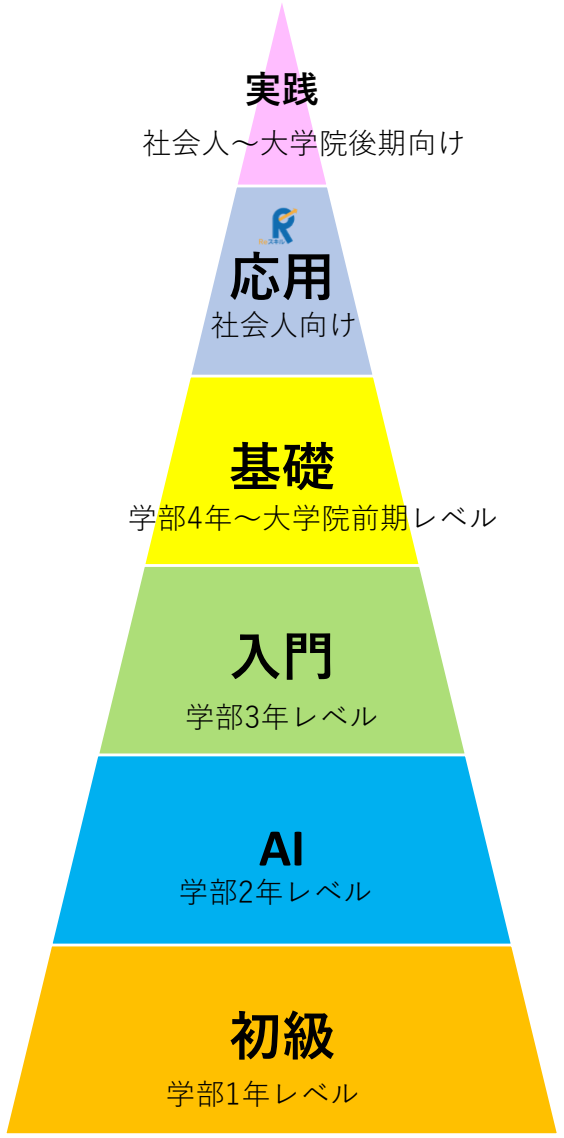 実践
社会人～大学院後期向け
応用
社会人向け
基礎
学部4年～大学院前期レベル
入門
学部3年レベル
AI
学部2年レベル
初級
学部1年レベル